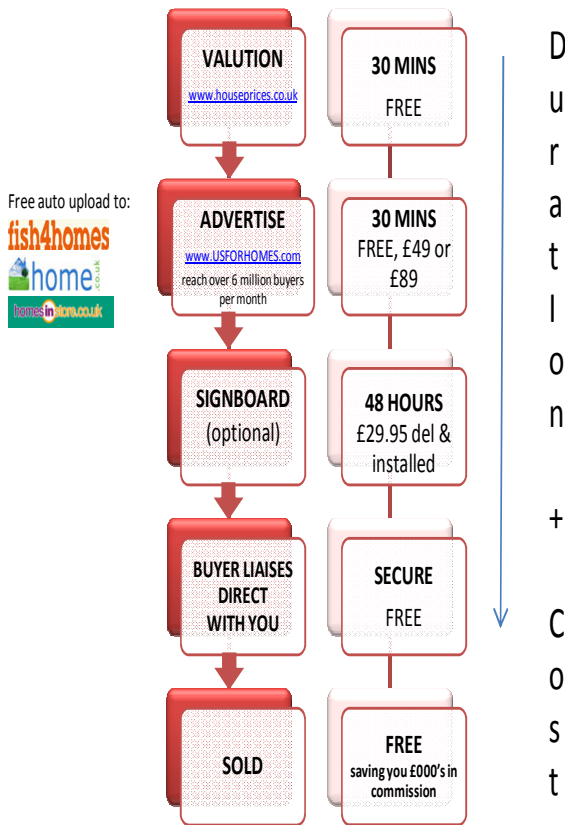 VALUTION
www.houseprices.co.uk
30 MINS
FREE
Free auto upload to:
fish4homes
home.co.uk
homesinstore.co.uk
ADVERTISE
www.USFORHOMES.com
reach over 6 million buyers
per month
30 MINS
FREE, £49 or
£89
SIGNBOARD
(optional)
48 HOURS
£29.95 del &
installed
BUYER LIAISES
DIRECT
WITH YOU
SECURE
FREE
SOLD
FREE
saving you £000's in
commission
D
u
r
a
t
I
o
n
+
C
o
s
t